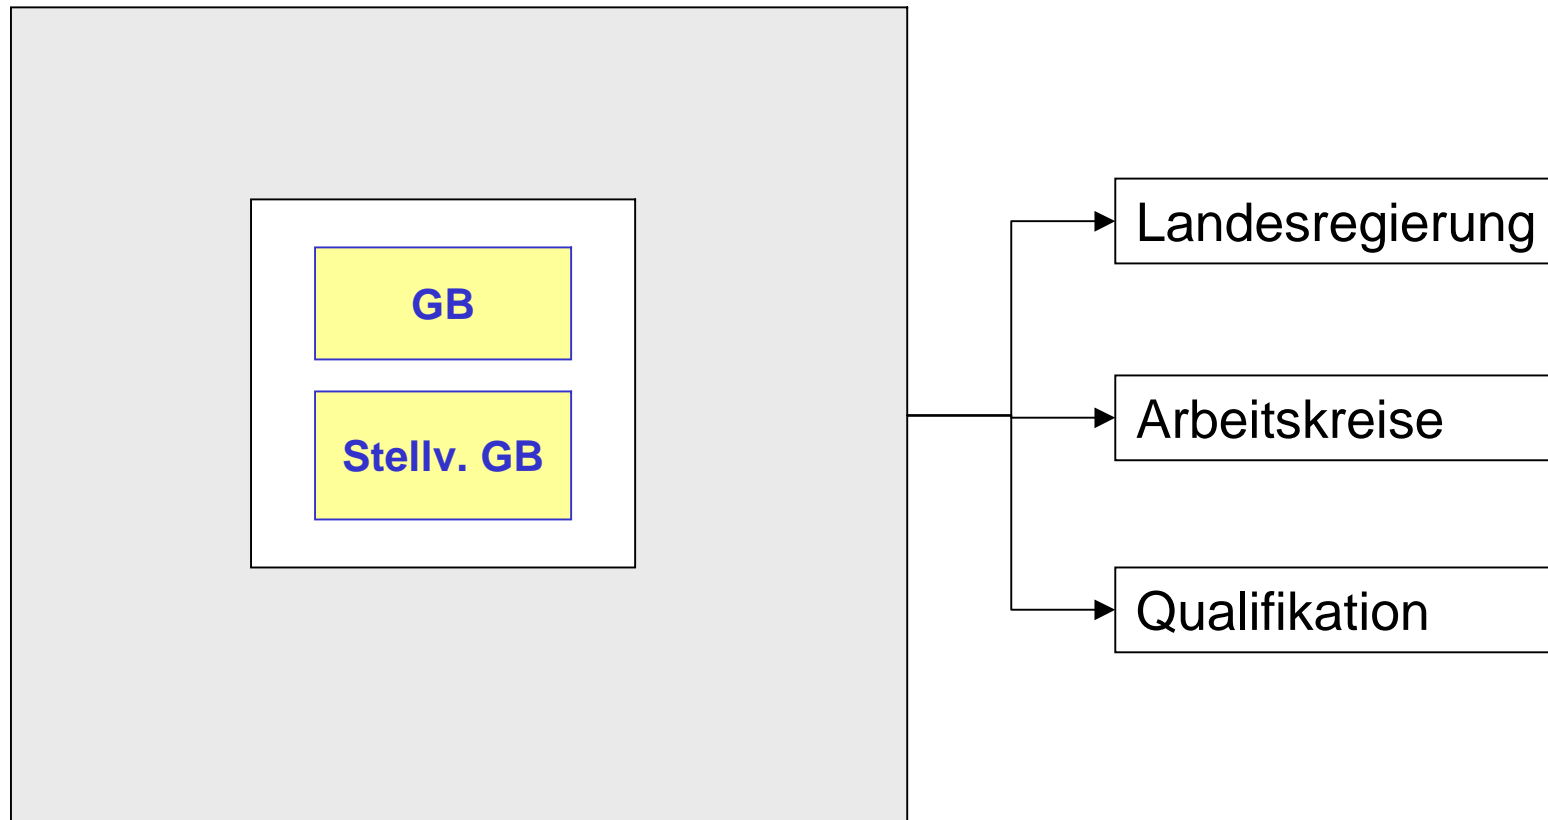 GB
Stellv. GB
Landesregierung
Arbeitskreise
Qualifikation